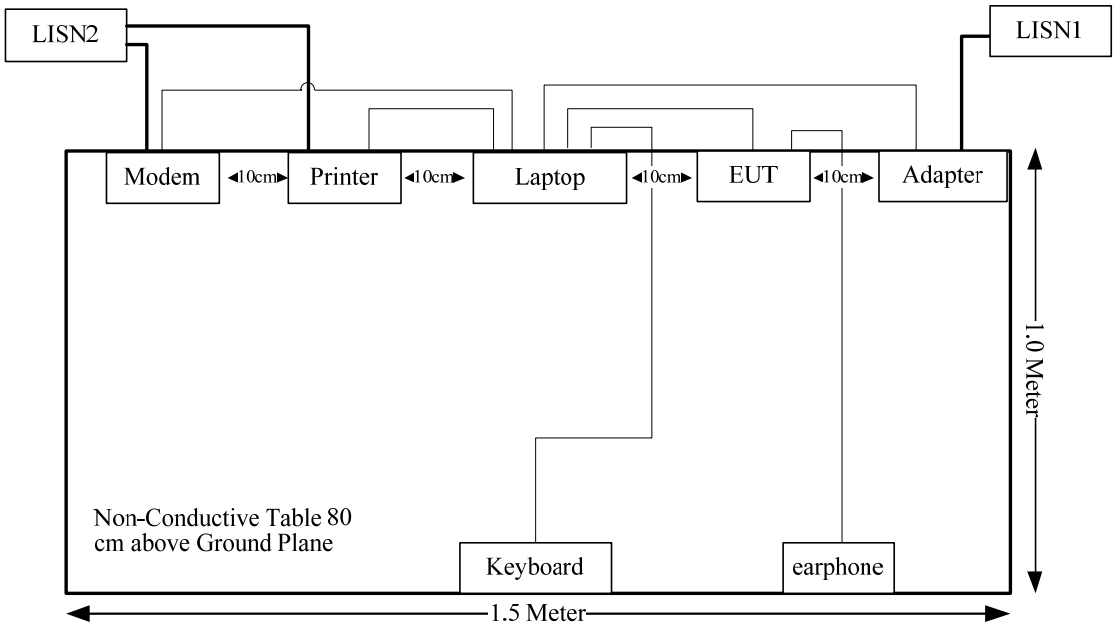 LISN2
LISN1
Modem
10cm
Printer
10cm
Laptop
10cm
EUT
10cm
Adapter
1.0 Meter
Non-Conductive Table 80
cm above Ground Plane
Keyboard
earphone
1.5 Meter